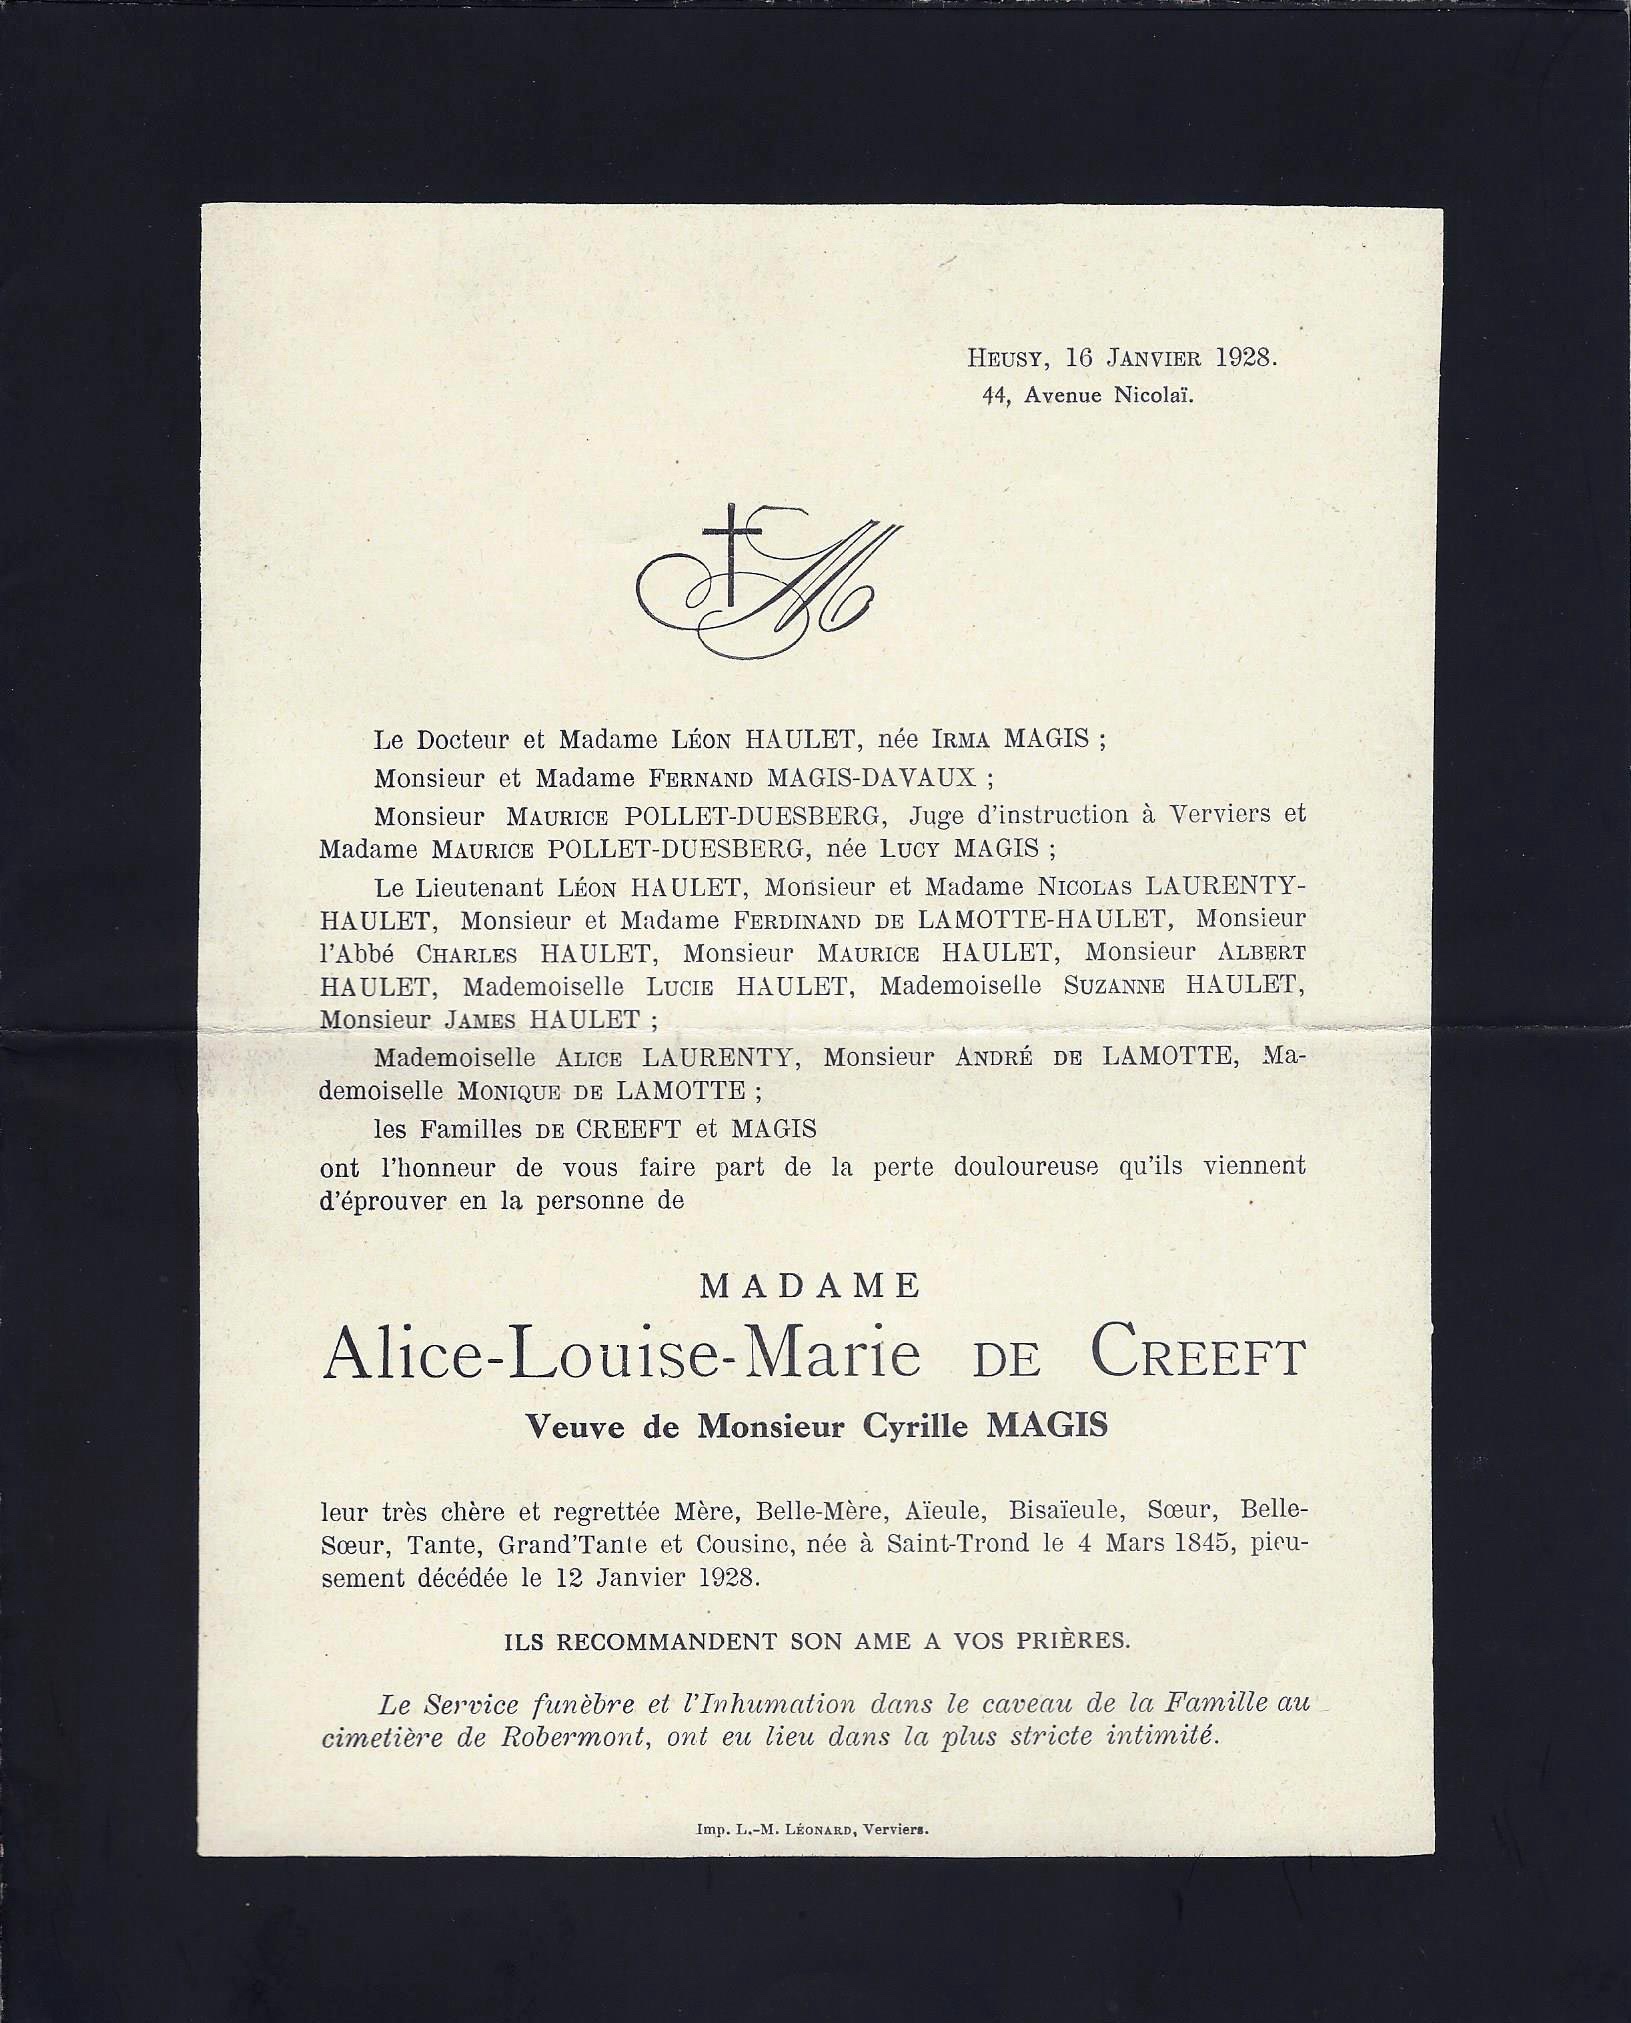 HEUSY, 16 JANVIER 1928.
44, Avenue Nicolaï.
M
Le Docteur et Madame LÉON HAULET, née IRMA MAGIS ;
Monsieur et Madame FERNAND MAGIS-DAVAUX ;
Monsieur MAURICE POLLET-DUESBERG, Juge d'instruction à Verviers et
Madame MAURICE POLLET-DUESBERG, née LUCY MAGIS ;
Le Lieutenant LÉON HAULET, Monsieur et Madame NICOLAS LAURENTY-
HAULET, Monsieur et Madame FERDINAND DE LAMOTTE-HAULET, Monsieur
l'Abbé CHARLES HAULET, Monsieur MAURICE HAULET, Monsieur ALBERT
HAULET, Mademoiselle LUCIE HAULET, Mademoiselle SUZANNE HAULET,
Monsieur JAMES HAULET ;
Mademoiselle ALICE LAURENTY, Monsieur ANDRÉ DE LAMOTTE, Ma-
demoiselle MONIQUE DE LAMOTTE ;
les Familles DE CREEFT et MAGIS
ont l'honneur de vous faire part de la perte douloureuse qu'ils viennent
d'éprouver en la personne de
MADAME
Alice-Louise-Marie DE CREEFT
Veuve de Monsieur Cyrille MAGIS
leur très chère et regrettée Mère, Belle-Mère, Aïeule, Bisaïeule, Sœur, Belle-
Sœur, Tante, Grand'Tante et Cousine, née à Saint-Trond le 4 Mars 1845, pieu-
sement décédée le 12 Janvier 1928.
ILS RECOMMANDENT SON AME A VOS PRIÈRES.
Le Service funèbre et l'Inhumation dans le caveau de la Famille au
cimetière de Robermont, ont eu lieu dans la plus stricte intimité.
Imp. L.-M. LÉONARD, Verviers.